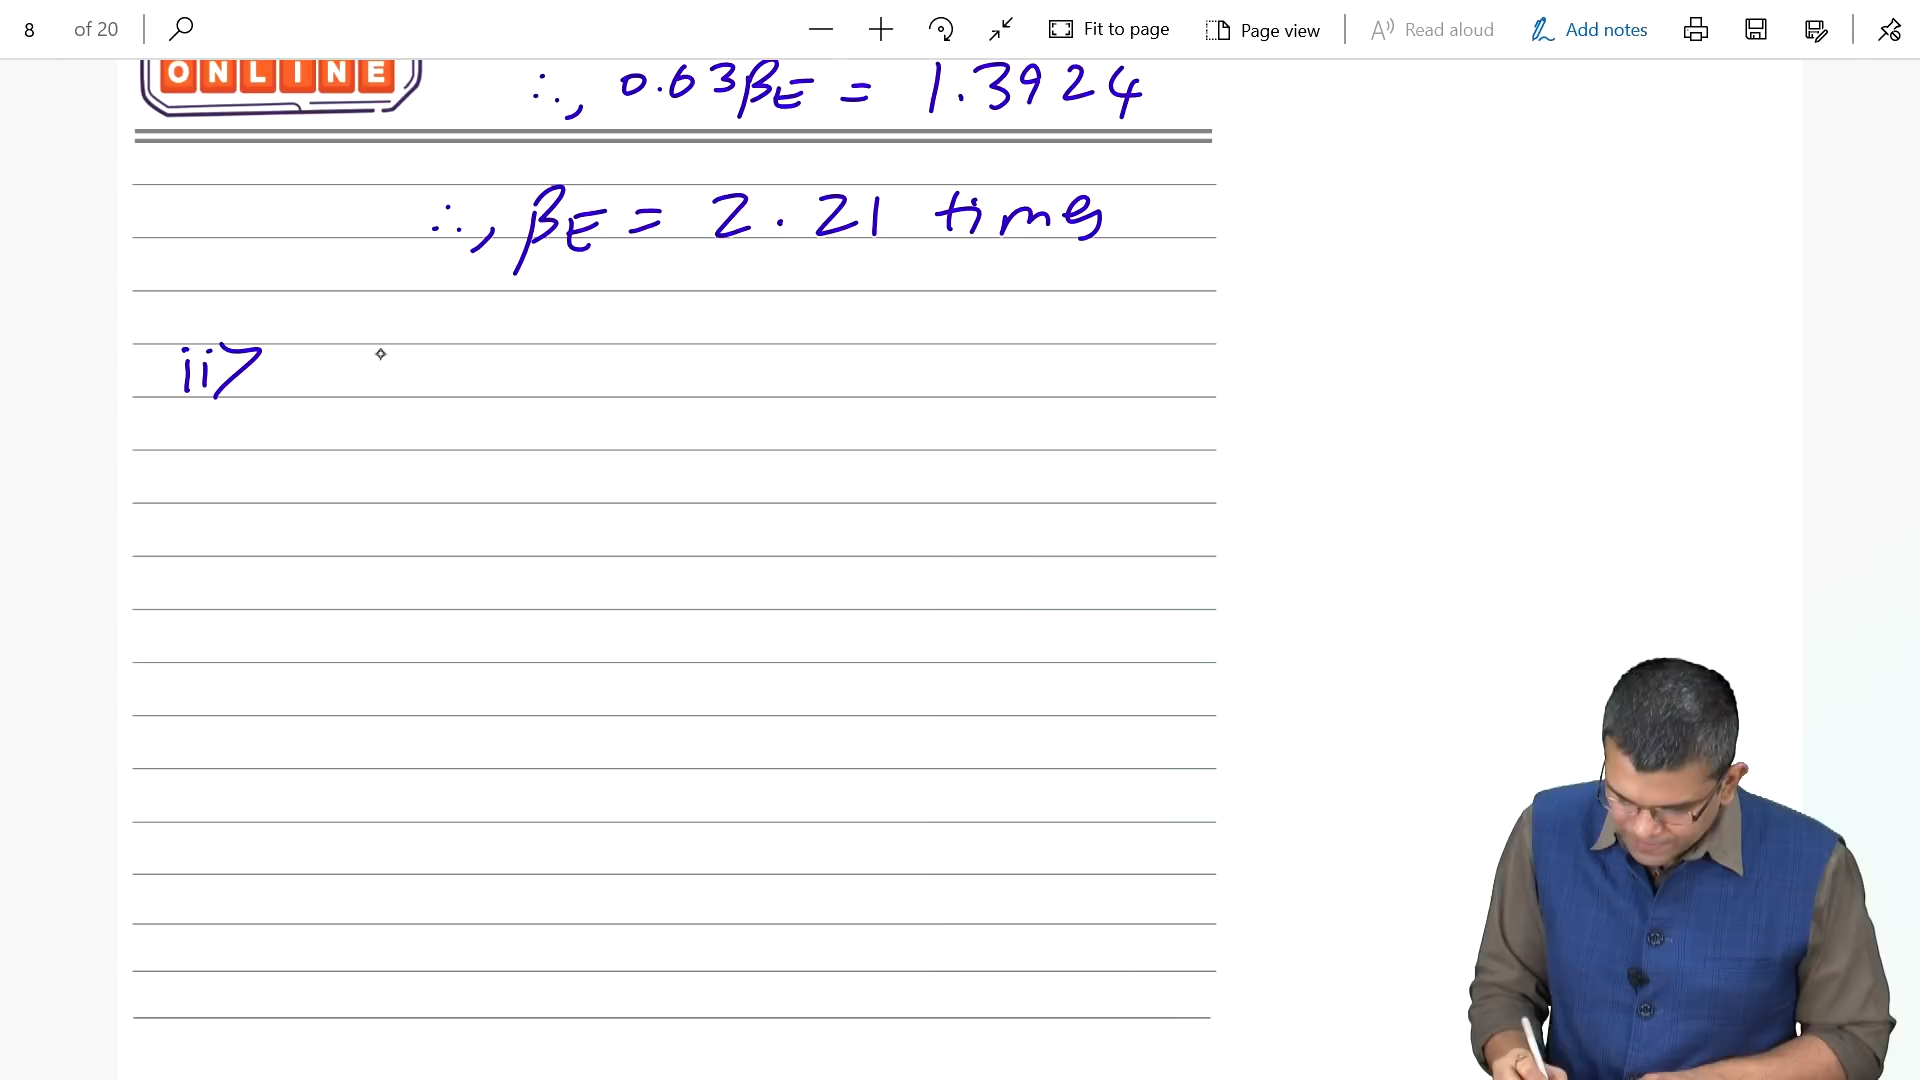 8 of 20 Fit to page Page view Read aloud Add notes
ONLINE
∴, 0.63βE = 1.3924
∴, βE = 2.21 times
ii>